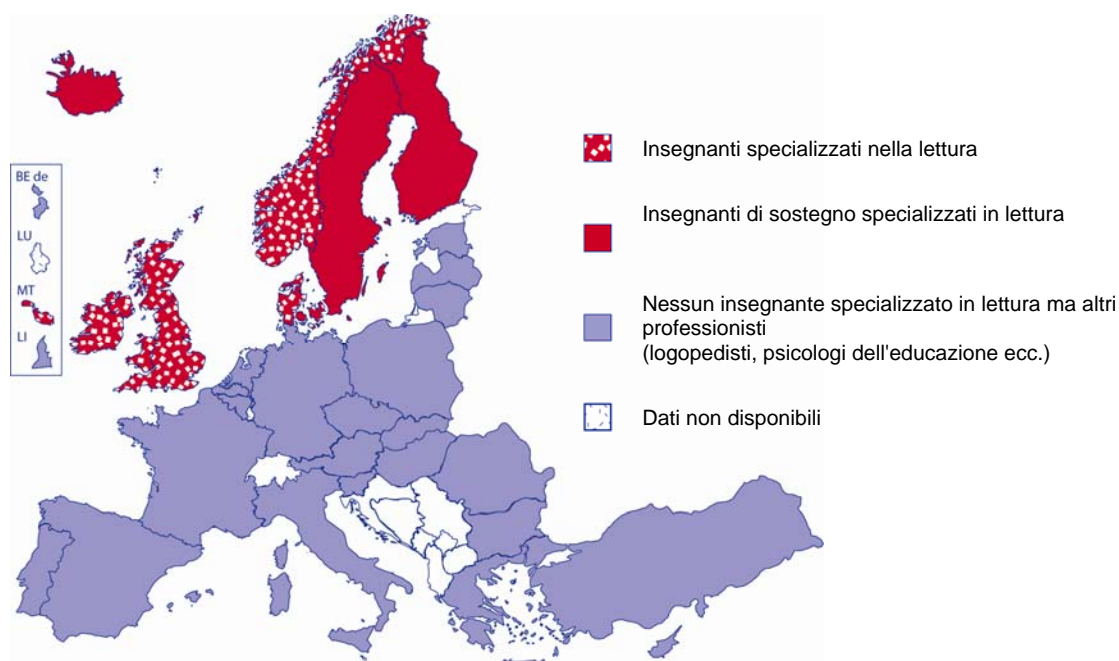 BE de
LU
MT
LI
Insegnanti specializzati nella lettura
Insegnanti di sostegno specializzati in lettura
Nessun insegnante specializzato in lettura ma altri
professionisti
(logopedisti, psicologi dell'educazione ecc.)
Dati non disponibili